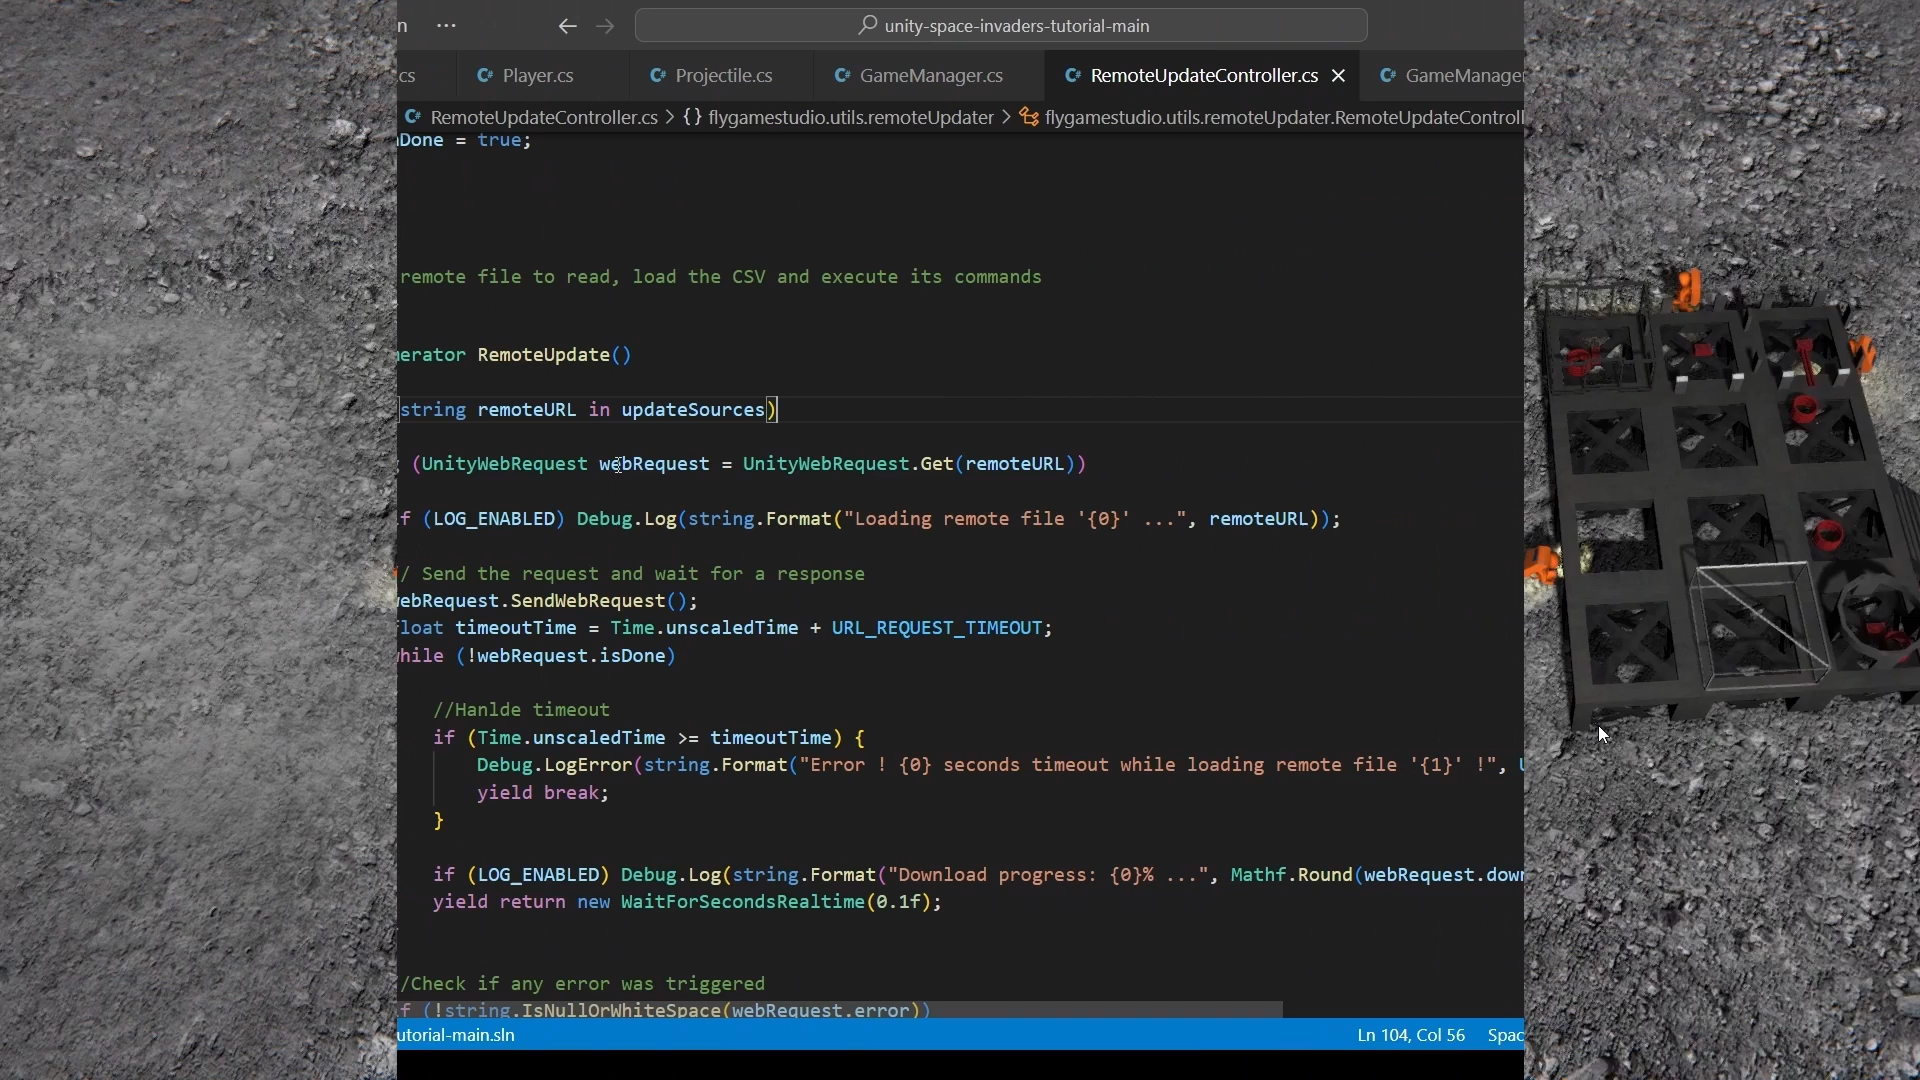 n ··· unity-space-invaders-tutorial-main
.cs Player.cs Projectile.cs GameManager.cs RemoteUpdateController.cs GameManager
RemoteUpdateController.cs > {} flygamestudio.utils.remoteUpdater > flygamestudio.utils.remoteUpdater.RemoteUpdateControll
Done = true;
remote file to read, load the CSV and execute its commands
nerator RemoteUpdate()
string remoteURL in updateSources)
(UnityWebRequest webRequest = UnityWebRequest.Get(remoteURL))
f (LOG_ENABLED) Debug.Log(string.Format("Loading remote file '{0}' ...", remoteURL));
/ Send the request and wait for a response
webRequest.SendWebRequest();
float timeoutTime = Time.unscaledTime + URL_REQUEST_TIMEOUT;
while (!webRequest.isDone)
//Hanlde timeout
if (Time.unscaledTime >= timeoutTime) {
Debug.LogError(string.Format("Error ! {0} seconds timeout while loading remote file '{1}' !", U
yield break;
}
if (LOG_ENABLED) Debug.Log(string.Format("Download progress: {0}% ...", Mathf.Round(webRequest.down
yield return new WaitForSecondsRealtime(0.1f);
/Check if any error was triggered
f (!string.IsNullOrWhiteSpace(webRequest.error))
utorial-main.sln Ln 104, Col 56 Spac